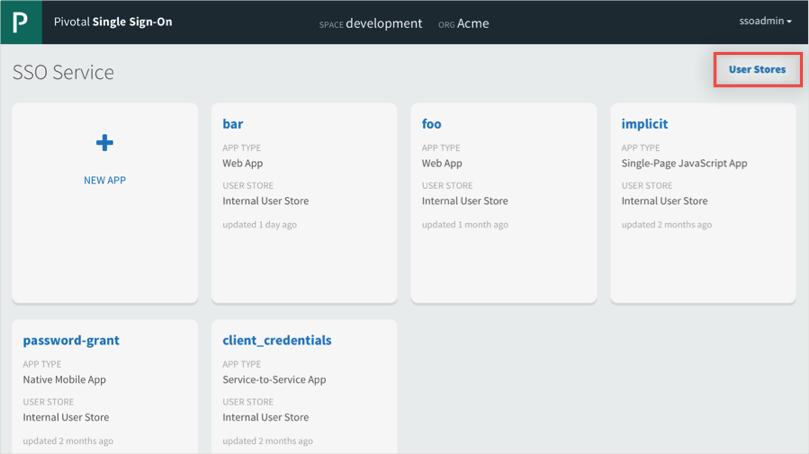 P Pivotal Single Sign-On SPACE development ORG Acme ssoadmin
SSO Service User Stores
NEW APP
bar
APP TYPE
Web App
USER STORE
Internal User Store
updated 1 day ago
foo
APP TYPE
Web App
USER STORE
Internal User Store
updated 1 month ago
implicit
APP TYPE
Single-Page JavaScript App
USER STORE
Internal User Store
updated 2 months ago
password-grant
APP TYPE
Native Mobile App
USER STORE
Internal User Store
updated 2 months ago
client_credentials
APP TYPE
Service-to-Service App
USER STORE
Internal User Store
updated 2 months ago